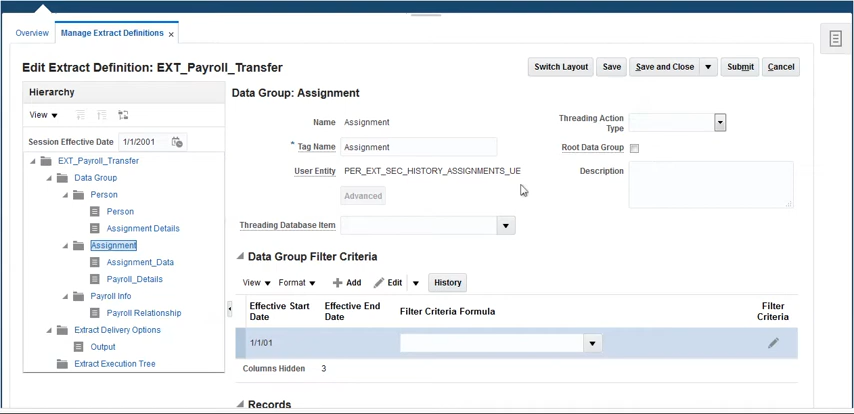 Overview
Manage Extract Definitions x
Edit Extract Definition: EXT_Payroll_Transfer
Switch Layout
Save
Save and Close
Submit
Cancel
Hierarchy
View
Session Effective Date 1/1/2001
EXT_Payroll_Transfer
Data Group
Person
Person
Assignment Details
Assignment
Assignment_Data
Payroll_Details
Payroll Info
Payroll Relationship
Extract Delivery Options
Output
Extract Execution Tree
Data Group: Assignment
Name Assignment
* Tag Name Assignment
User Entity PER_EXT_SEC_HISTORY_ASSIGNMENTS_UE
Advanced
Threading Database Item
Threading Action
Type
Root Data Group
Description
Data Group Filter Criteria
View Format Add Edit History
Effective Start
Date
Effective End
Date
Filter Criteria Formula
Filter
Criteria
1/1/01
Columns Hidden 3
Records